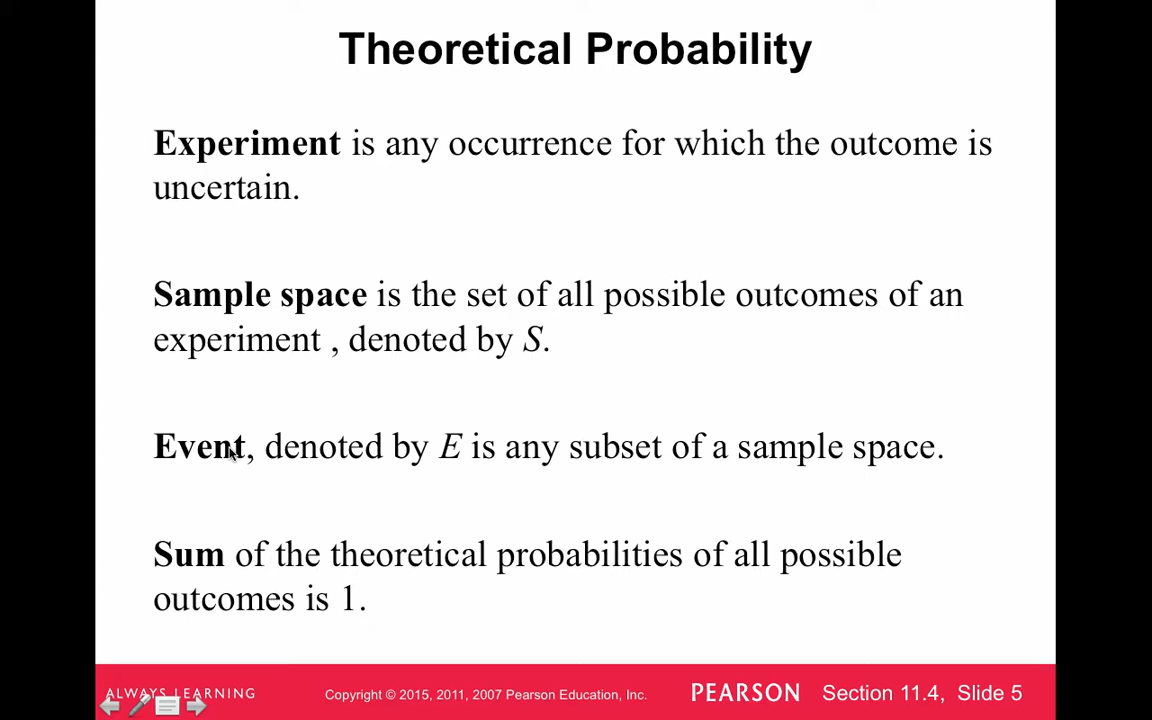 Theoretical Probability
Experiment is any occurrence for which the outcome is
uncertain.
Sample space is the set of all possible outcomes of an
experiment , denoted by S.
Event, denoted by E is any subset of a sample space.
Sum of the theoretical probabilities of all possible
outcomes is 1.
ALWAYS LEARNING Copyright © 2015, 2011, 2007 Pearson Education, Inc. PEARSON Section 11.4, Slide 5